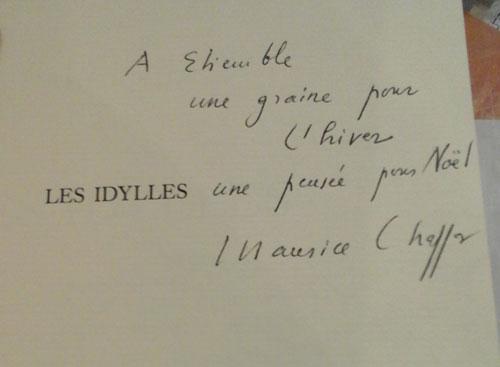 A Etiemble
une graine pour
l'hiver
LES IDYLLES une pensée pour Noël
Maurice Chappaz